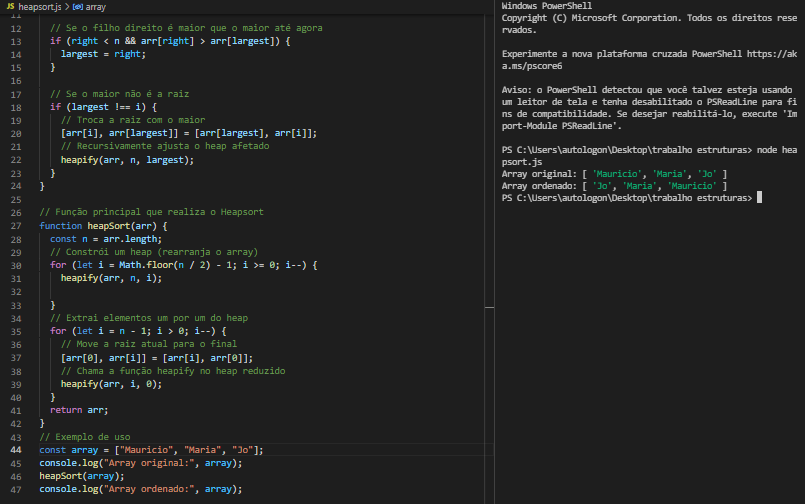 JS heapsort.js > [@] array
11
12 // Se o filho direito é maior que o maior até agora
13 if (right < n && arr[right] > arr[largest]) {
14 largest = right;
15 }
16
17 // Se o maior não é a raiz
18 if (largest !== i) {
19 // Troca a raiz com o maior
20 [arr[i], arr[largest]] = [arr[largest], arr[i]];
21 // Recursivamente ajusta o heap afetado
22 heapify(arr, n, largest);
23 }
24 }
25
26 // Função principal que realiza o Heapsort
27 function heapSort(arr) {
28 const n = arr.length;
29 // Constrói um heap (rearranja o array)
30 for (let i = Math.floor(n / 2) - 1; i >= 0; i--) {
31 heapify(arr, n, i);
32
33 }
34 // Extrai elementos um por um do heap
35 for (let i = n - 1; i > 0; i--) {
36 // Move a raiz atual para o final
37 [arr[0], arr[i]] = [arr[i], arr[0]];
38 // Chama a função heapify no heap reduzido
39 heapify(arr, i, 0);
40 }
41 return arr;
42 }
43 // Exemplo de uso
44 const array = ["Mauricio", "Maria", "Jo"];
45 console.log("Array original:", array);
46 heapSort(array);
47 console.log("Array ordenado:", array);
Windows PowerShell
Copyright (C) Microsoft Corporation. Todos os direitos rese
rvados.
Experimente a nova plataforma cruzada PowerShell https://ak
a.ms/pscore6
Aviso: o PowerShell detectou que você talvez esteja usando
um leitor de tela e tenha desabilitado o PSReadLine para fi
ns de compatibilidade. Se desejar reabilitá-lo, execute 'Im
port-Module PSReadLine'.
PS C:\Users\autologon\Desktop\trabalho estruturas> node hea
psort.js
Array original: [ 'Mauricio', 'Maria', 'Jo' ]
Array ordenado: [ 'Jo', 'Maria', 'Mauricio' ]
PS C:\Users\autologon\Desktop\trabalho estruturas>